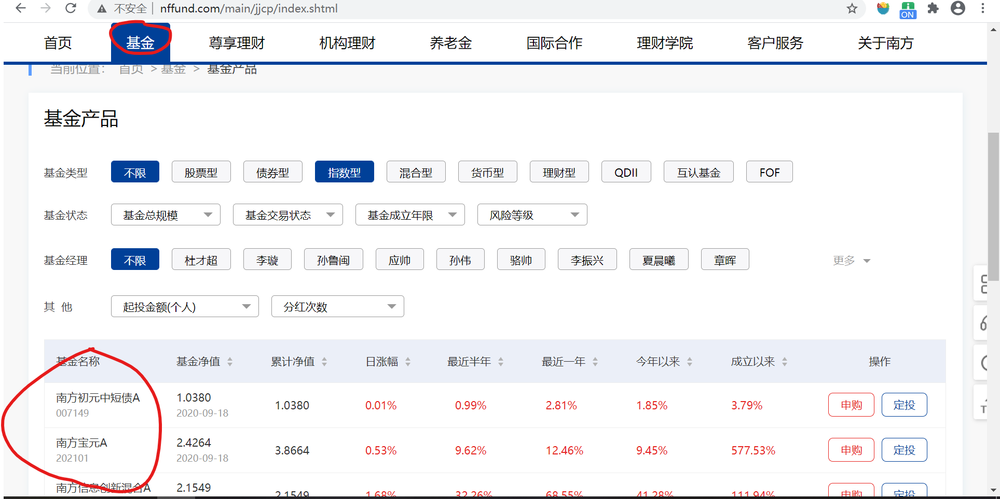 不安全 | nffund.com/main/jjcp/index.shtml
ON
首页 基金 尊享理财 机构理财 养老金 国际合作 理财学院 客户服务 关于南方
当前位置： 首页 > 基金 > 基金产品
基金产品
基金类型 不限 股票型 债券型 指数型 混合型 货币型 理财型 QDII 互认基金 FOF
基金状态 基金总规模 基金交易状态 基金成立年限 风险等级
基金经理 不限 杜才超 李璇 孙鲁闽 应帅 孙伟 骆帅 李振兴 夏晨曦 章晖 更多
其 他 起投金额(个人) 分红次数
基金名称 基金净值 累计净值 日涨幅 最近半年 最近一年 今年以来 成立以来 操作
南方初元中短债A 1.0380 1.0380 0.01% 0.99% 2.81% 1.85% 3.79% 申购 定投
007149 2020-09-18
南方宝元A 2.4264 3.8664 0.53% 9.62% 12.46% 9.45% 577.53% 申购 定投
202101 2020-09-18
南方信息创新混合A 2.1549 2.1549 1.68% 32.26% 68.55% 41.28% 111.94% 申购 定投